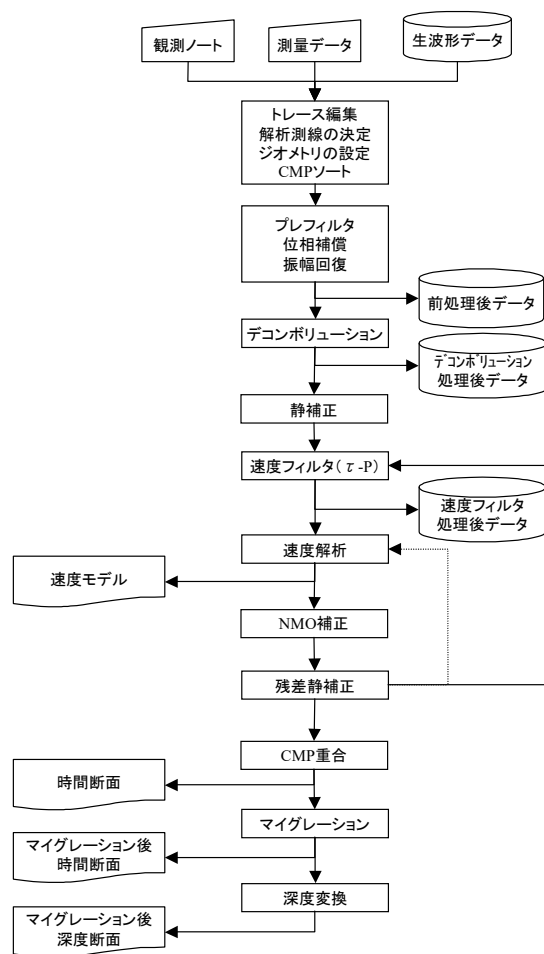 観測ノート
測量データ
生波形データ
トレース編集
解析測線の決定
ジオメトリの設定
CMPソート
プレフィルタ
位相補償
振幅回復
前処理後データ
デコンボリューション
ﾃﾞｺﾝﾎﾞﾘｭｰｼｮﾝ
処理後データ
静補正
速度フィルタ(τ-P)
速度フィルタ
処理後データ
速度解析
速度モデル
NMO補正
残差静補正
CMP重合
時間断面
マイグレーション
マイグレーション後
時間断面
深度変換
マイグレーション後
深度断面